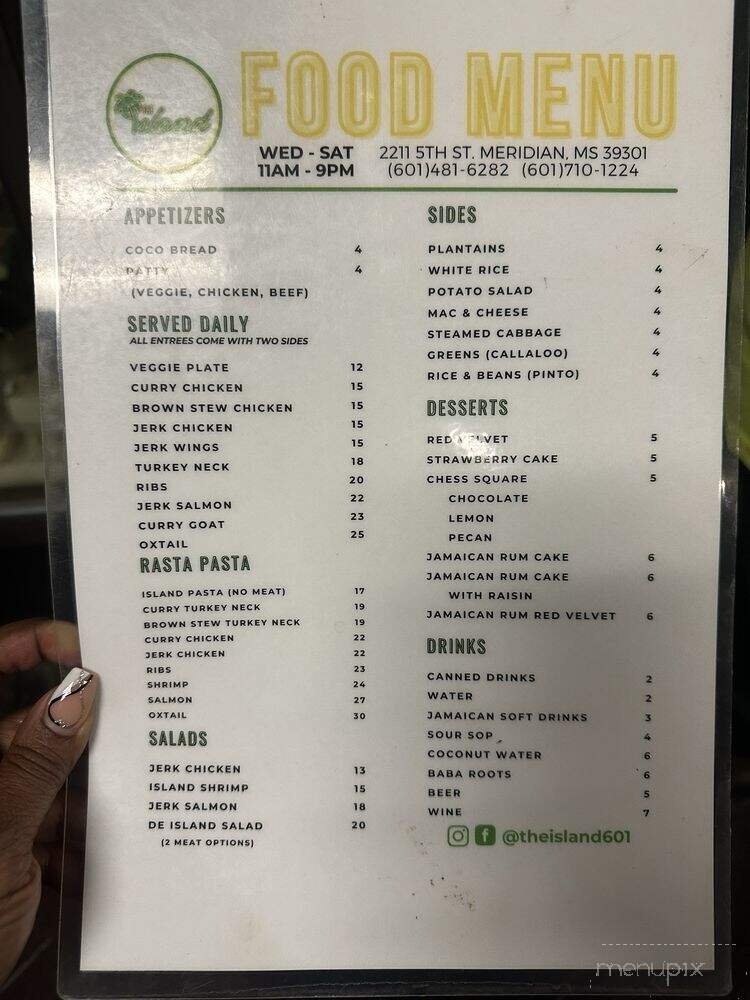 Island
FOOD MENU
WED - SAT
11AM - 9PM
2211 5TH ST. MERIDIAN, MS 39301
(601)481-6282 (601)710-1224
APPETIZERS
COCO BREAD 4
PATTY 4
(VEGGIE, CHICKEN, BEEF)
SERVED DAILY
ALL ENTREES COME WITH TWO SIDES
VEGGIE PLATE 12
CURRY CHICKEN 15
BROWN STEW CHICKEN 15
JERK CHICKEN 15
JERK WINGS 15
TURKEY NECK 18
RIBS 20
JERK SALMON 22
CURRY GOAT 23
OXTAIL 25
RASTA PASTA
ISLAND PASTA (NO MEAT) 17
CURRY TURKEY NECK 19
BROWN STEW TURKEY NECK 19
CURRY CHICKEN 22
JERK CHICKEN 22
RIBS 23
SHRIMP 24
SALMON 27
OXTAIL 30
SALADS
JERK CHICKEN 13
ISLAND SHRIMP 15
JERK SALMON 18
DE ISLAND SALAD 20
(2 MEAT OPTIONS)
SIDES
PLANTAINS 4
WHITE RICE 4
POTATO SALAD 4
MAC & CHEESE 4
STEAMED CABBAGE 4
GREENS (CALLALOO) 4
RICE & BEANS (PINTO) 4
DESSERTS
RED VELVET 5
STRAWBERRY CAKE 5
CHESS SQUARE 5
CHOCOLATE
LEMON
PECAN
JAMAICAN RUM CAKE 6
JAMAICAN RUM CAKE 6
WITH RAISIN
JAMAICAN RUM RED VELVET 6
DRINKS
CANNED DRINKS 2
WATER 2
JAMAICAN SOFT DRINKS 3
SOUR SOP 4
COCONUT WATER 6
BABA ROOTS 6
BEER 5
WINE 7
@theisland601
menupix